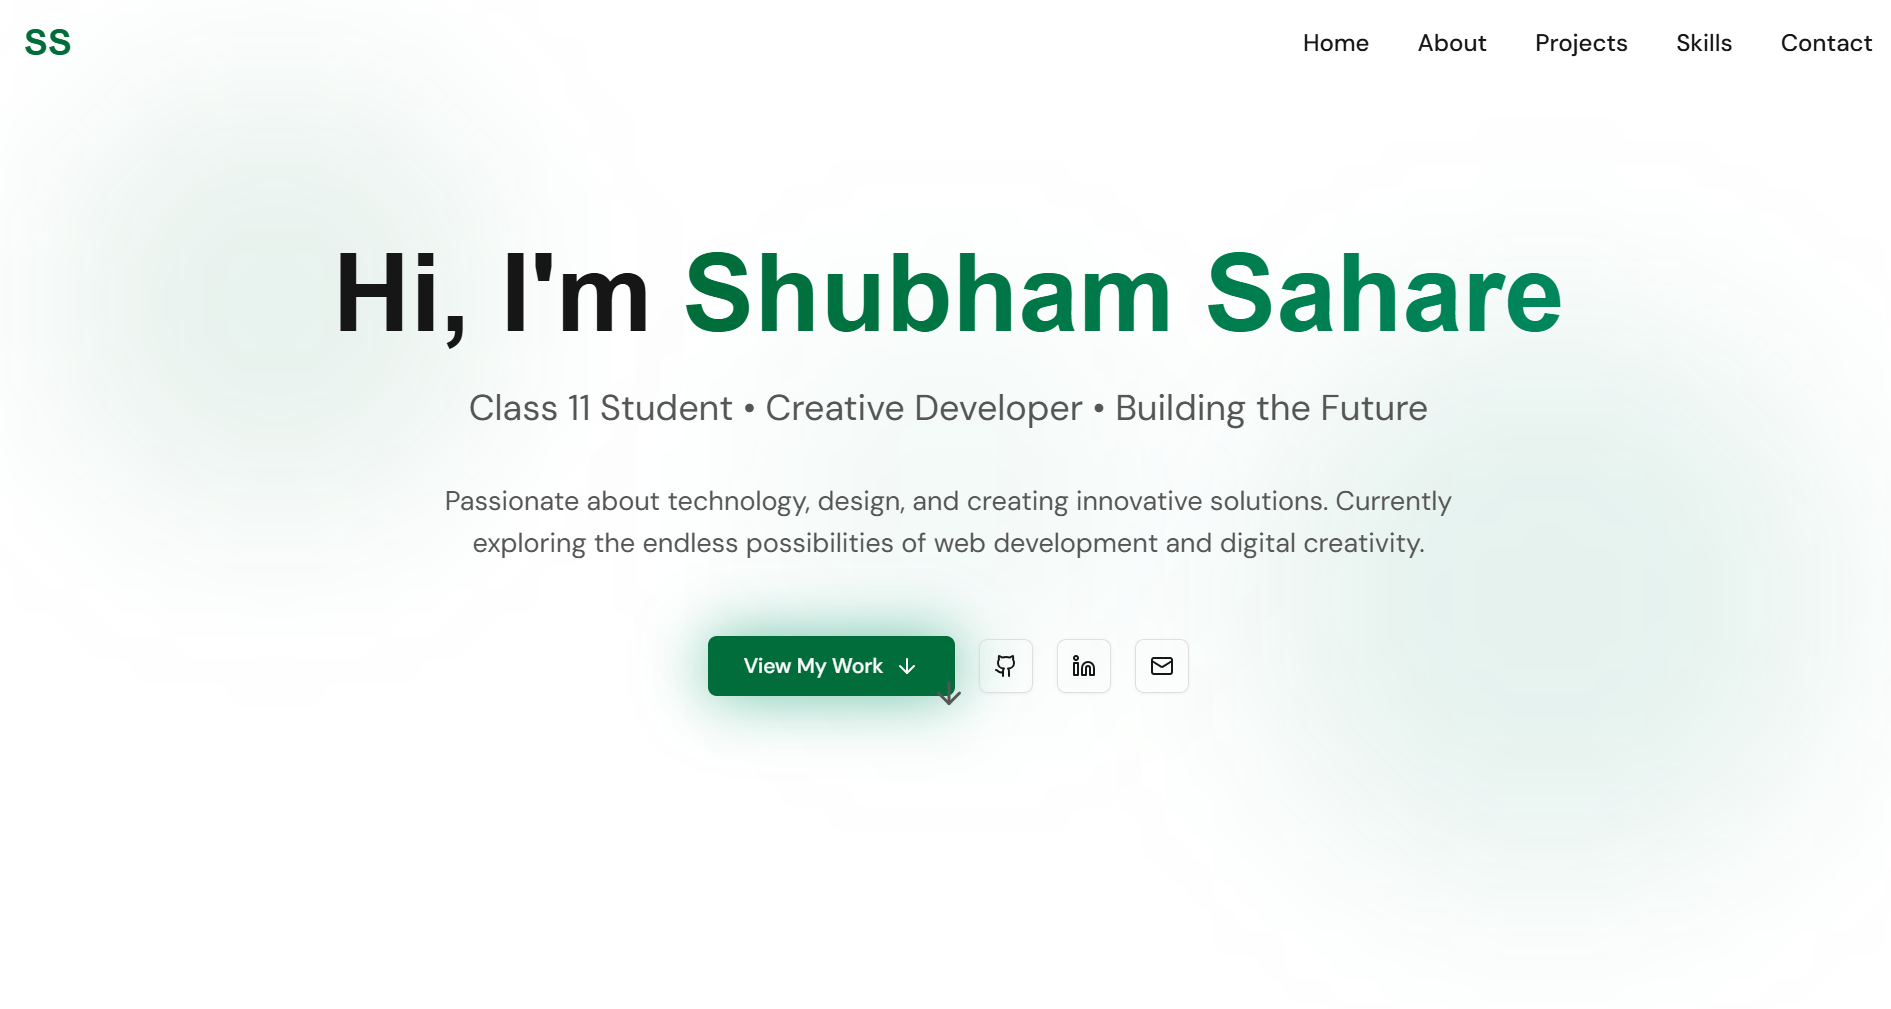 SS
Home About Projects Skills Contact
Hi, I'm Shubham Sahare
Class 11 Student • Creative Developer • Building the Future
Passionate about technology, design, and creating innovative solutions. Currently
exploring the endless possibilities of web development and digital creativity.
View My Work